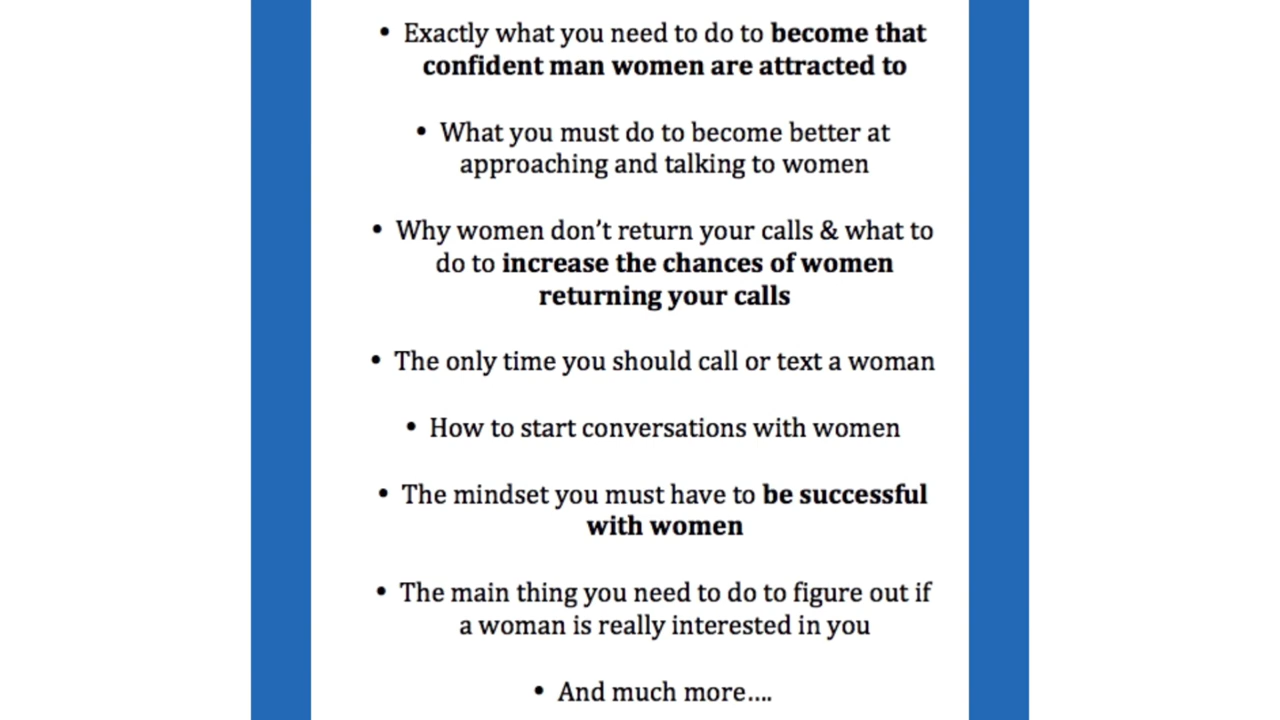 • Exactly what you need to do to become that
confident man women are attracted to
• What you must do to become better at
approaching and talking to women
• Why women don’t return your calls & what to
do to increase the chances of women
returning your calls
• The only time you should call or text a woman
• How to start conversations with women
• The mindset you must have to be successful
with women
• The main thing you need to do to figure out if
a woman is really interested in you
• And much more....